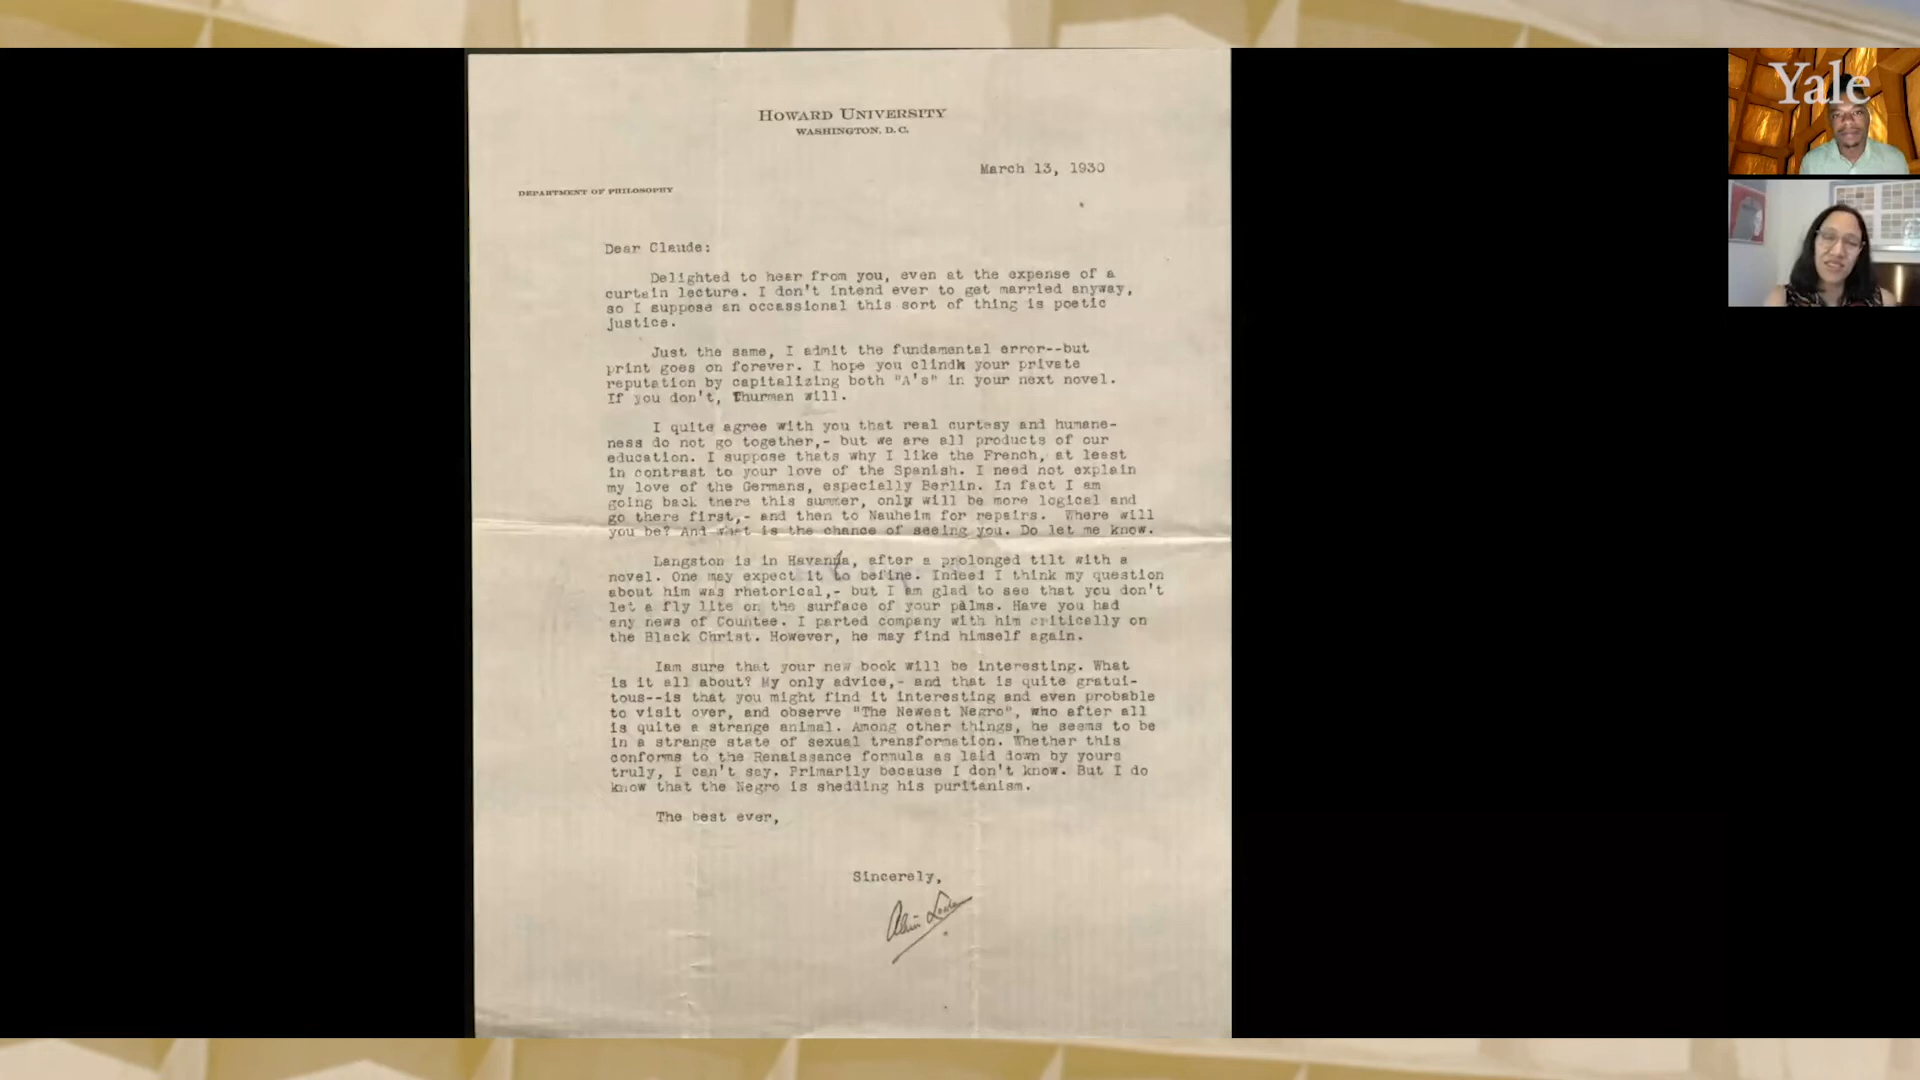 Yale
HOWARD UNIVERSITY
WASHINGTON, D. C.
March 13, 1930
DEPARTMENT OF PHILOSOPHY
Dear Claude:
Delighted to hear from you, even at the expense of a
curtain lecture. I don't intend ever to get married anyway,
so I suppose an occassional this sort of thing is poetic
justice.
Just the same, I admit the fundamental error--but
print goes on forever. I hope you clindk your private
reputation by capitalizing both "A's" in your next novel.
If you don't, Thurman will.
I quite agree with you that real curtesy and humane-
ness do not go together,- but we are all products of our
education. I suppose thats why I like the French, at least
in contrast to your love of the Spanish. I need not explain
my love of the Germans, especially Berlin. In fact I am
going back there this summer, only will be more logical and
go there first,- and then to Nauheim for repairs. Where will
you be? And what is the chance of seeing you. Do let me know.
Langston is in Havanna, after a prolonged tilt with a
novel. One may expect it to befine. Indeed I think my question
about him was rhetorical,- but I am glad to see that you don't
let a fly lite on the surface of your palms. Have you had
any news of Countee. I parted company with him critically on
the Black Christ. However, he may find himself again.
Iam sure that your new book will be interesting. What
is it all about? My only advice,- and that is quite gratui-
tous--is that you might find it interesting and even probable
to visit over, and observe "The Newest Negro", who after all
is quite a strange animal. Among other things, he seems to be
in a strange state of sexual transformation. Whether this
conforms to the Renaissance formula as laid down by yours
truly, I can't say. Primarily because I don't know. But I do
know that the Negro is shedding his puritanism.
The best ever,
Sincerely,
Alain Locke